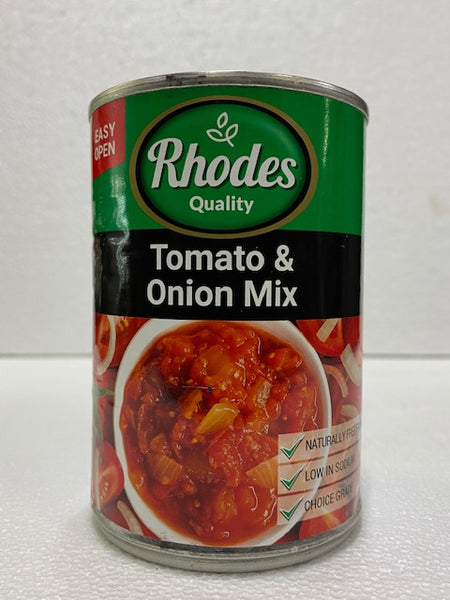 EASY
OPEN
Rhodes
Quality
Tomato &
Onion Mix
NATURALLY
LOW IN SODIUM
CHOICE GRADE